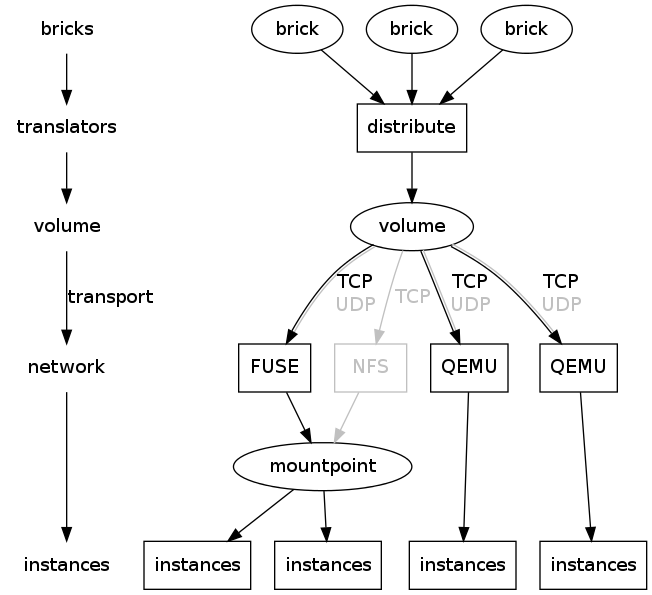 bricks
brick
brick
brick
translators
distribute
volume
volume
transport
TCP
UDP
TCP
TCP
UDP
TCP
UDP
network
FUSE
NFS
QEMU
QEMU
mountpoint
instances
instances
instances
instances
instances